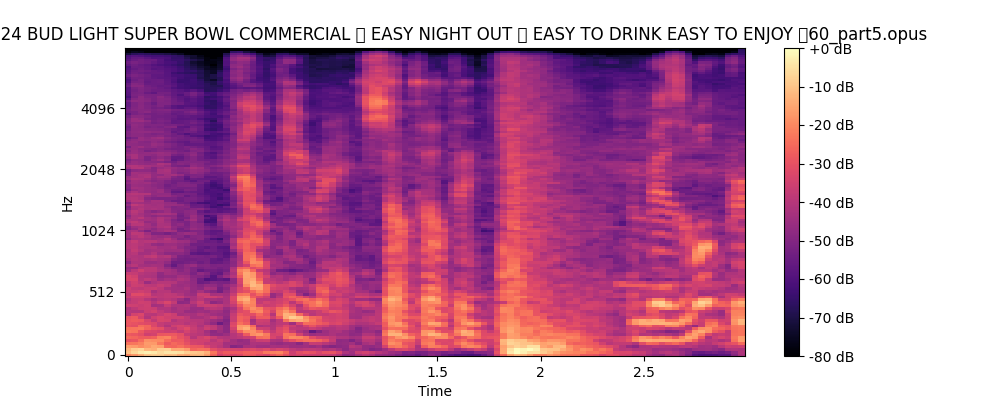 24 BUD LIGHT SUPER BOWL COMMERCIAL  EASY NIGHT OUT  EASY TO DRINK EASY TO ENJOY 60_part5.opus
4096
2048
1024
512
0
Hz
0 0.5 1 1.5 2 2.5
Time
+0 dB
-10 dB
-20 dB
-30 dB
-40 dB
-50 dB
-60 dB
-70 dB
-80 dB